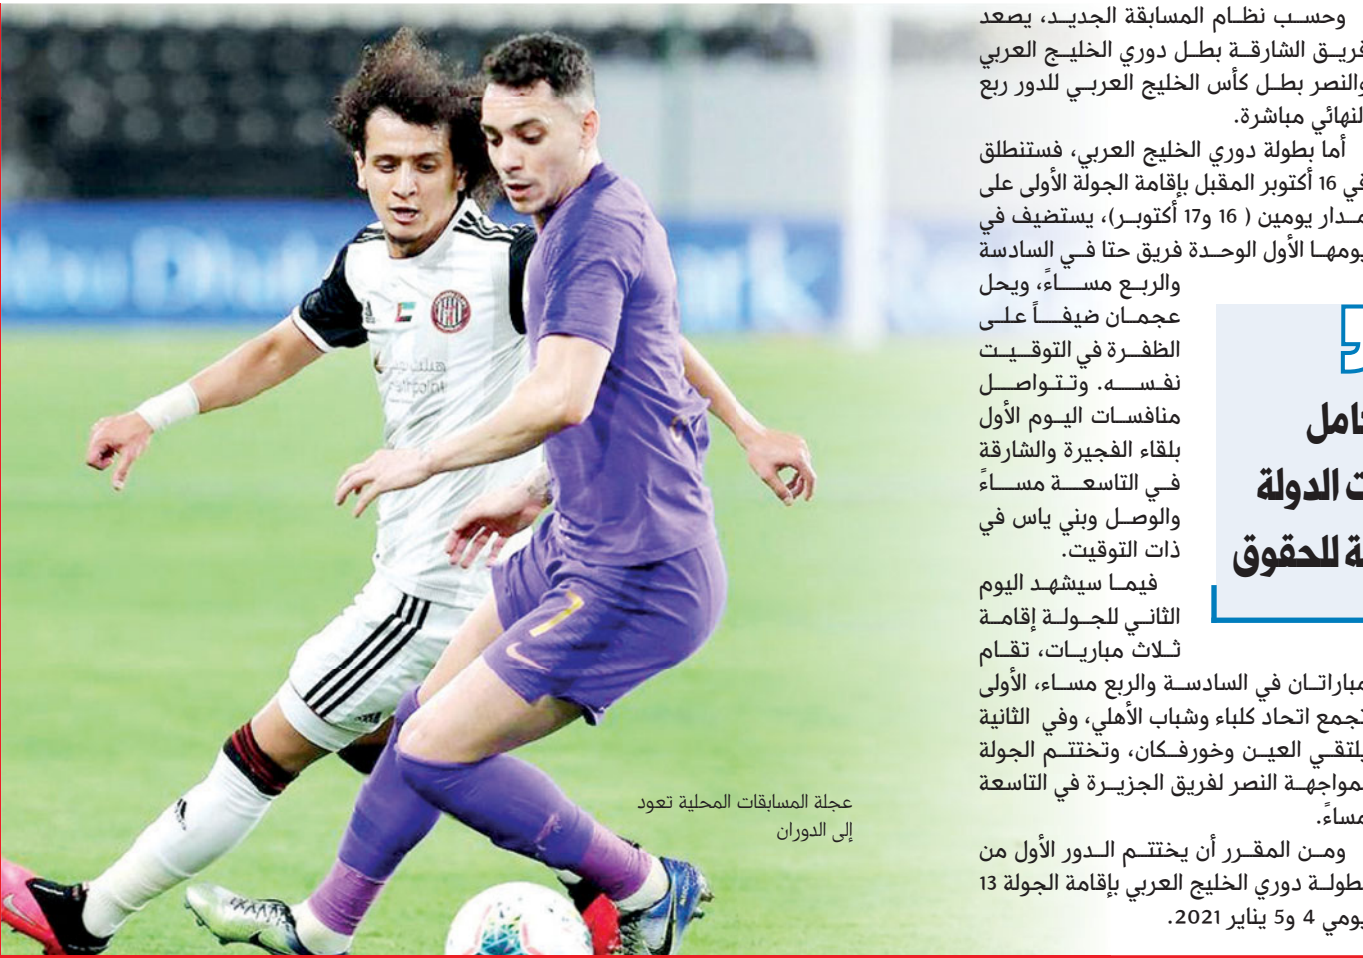 وحسب نظام المسابقة الجديد، يصعد
فريق الشارقة بطل دوري الخليج العربي
والنصر بطل كأس الخليج العربي للدور ربع
النهائي مباشرة.
أما بطولة دوري الخليج العربي، فستنطلق
في 16 أكتوبر المقبل بإقامة الجولة الأولى على
مدار يومين ( 16 و17 أكتوبر)، يستضيف في
يومها الأول الوحدة فريق حتا في السادسة
والربع مساءً، ويحل
عجمان ضيفاً على
الظفرة في التوقيت
نفسه. وتتواصل
منافسات اليوم الأول
بلقاء الفجيرة والشارقة
في التاسعة مساءً
والوصل وبني ياس في
ذات التوقيت.
فيما سيشهد اليوم
الثاني للجولة إقامة
ثلاث مباريات، تقام
مباراتان في السادسة والربع مساء، الأولى
تجمع اتحاد كلباء وشباب الأهلي، وفي الثانية
يلتقي العين وخورفكان، وتختتم الجولة
بمواجهة النصر لفريق الجزيرة في التاسعة
مساءً.
ومن المقرر أن يختتم الدور الأول من
بطولة دوري الخليج العربي بإقامة الجولة 13
يومي 4 و5 يناير 2021.
الدولة
للحقوق
عجلة المسابقات المحلية تعود
إلى الدوران
7